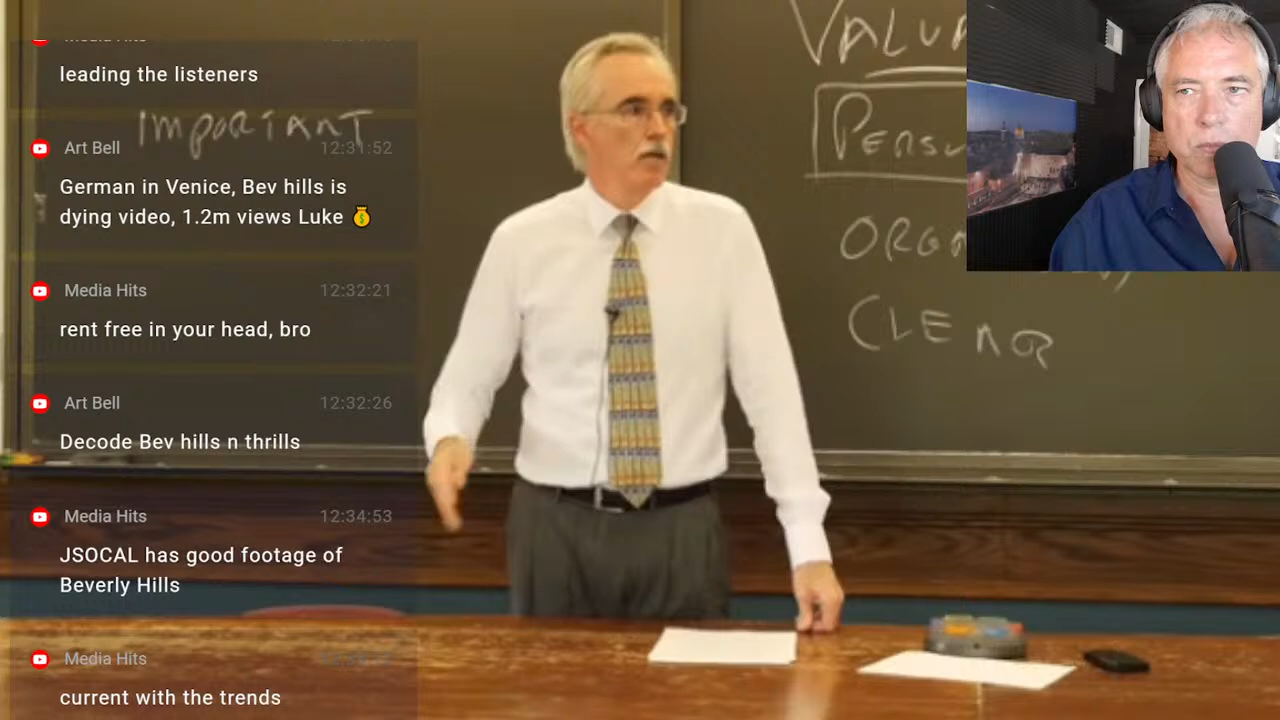 leading the listeners
IMPORTANT
Art Bell 12:31:52
German in Venice, Bev hills is
dying video, 1.2m views Luke 💰
Media Hits 12:32:21
rent free in your head, bro
Art Bell 12:32:26
Decode Bev hills n thrills
Media Hits 12:34:53
JSOCAL has good footage of
Beverly Hills
Media Hits
current with the trends
CLEAR